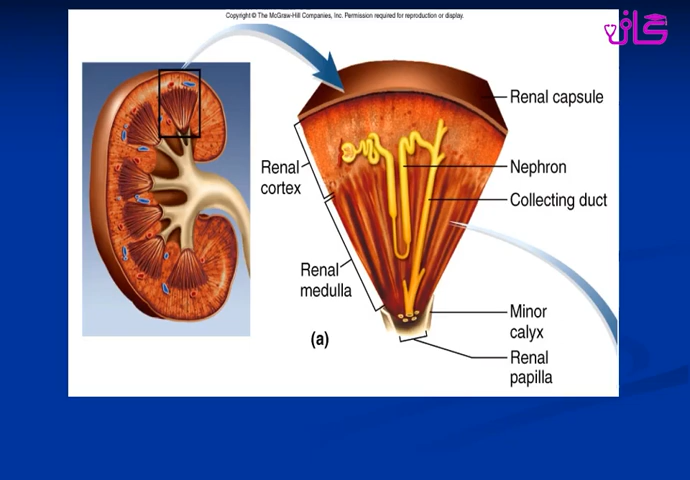 Copyright © The McGraw-Hill Companies, Inc. Permission required for reproduction or display.
Renal capsule
Nephron
Renal
cortex
Collecting duct
Renal
medulla
Minor
calyx
(a)
Renal
papilla